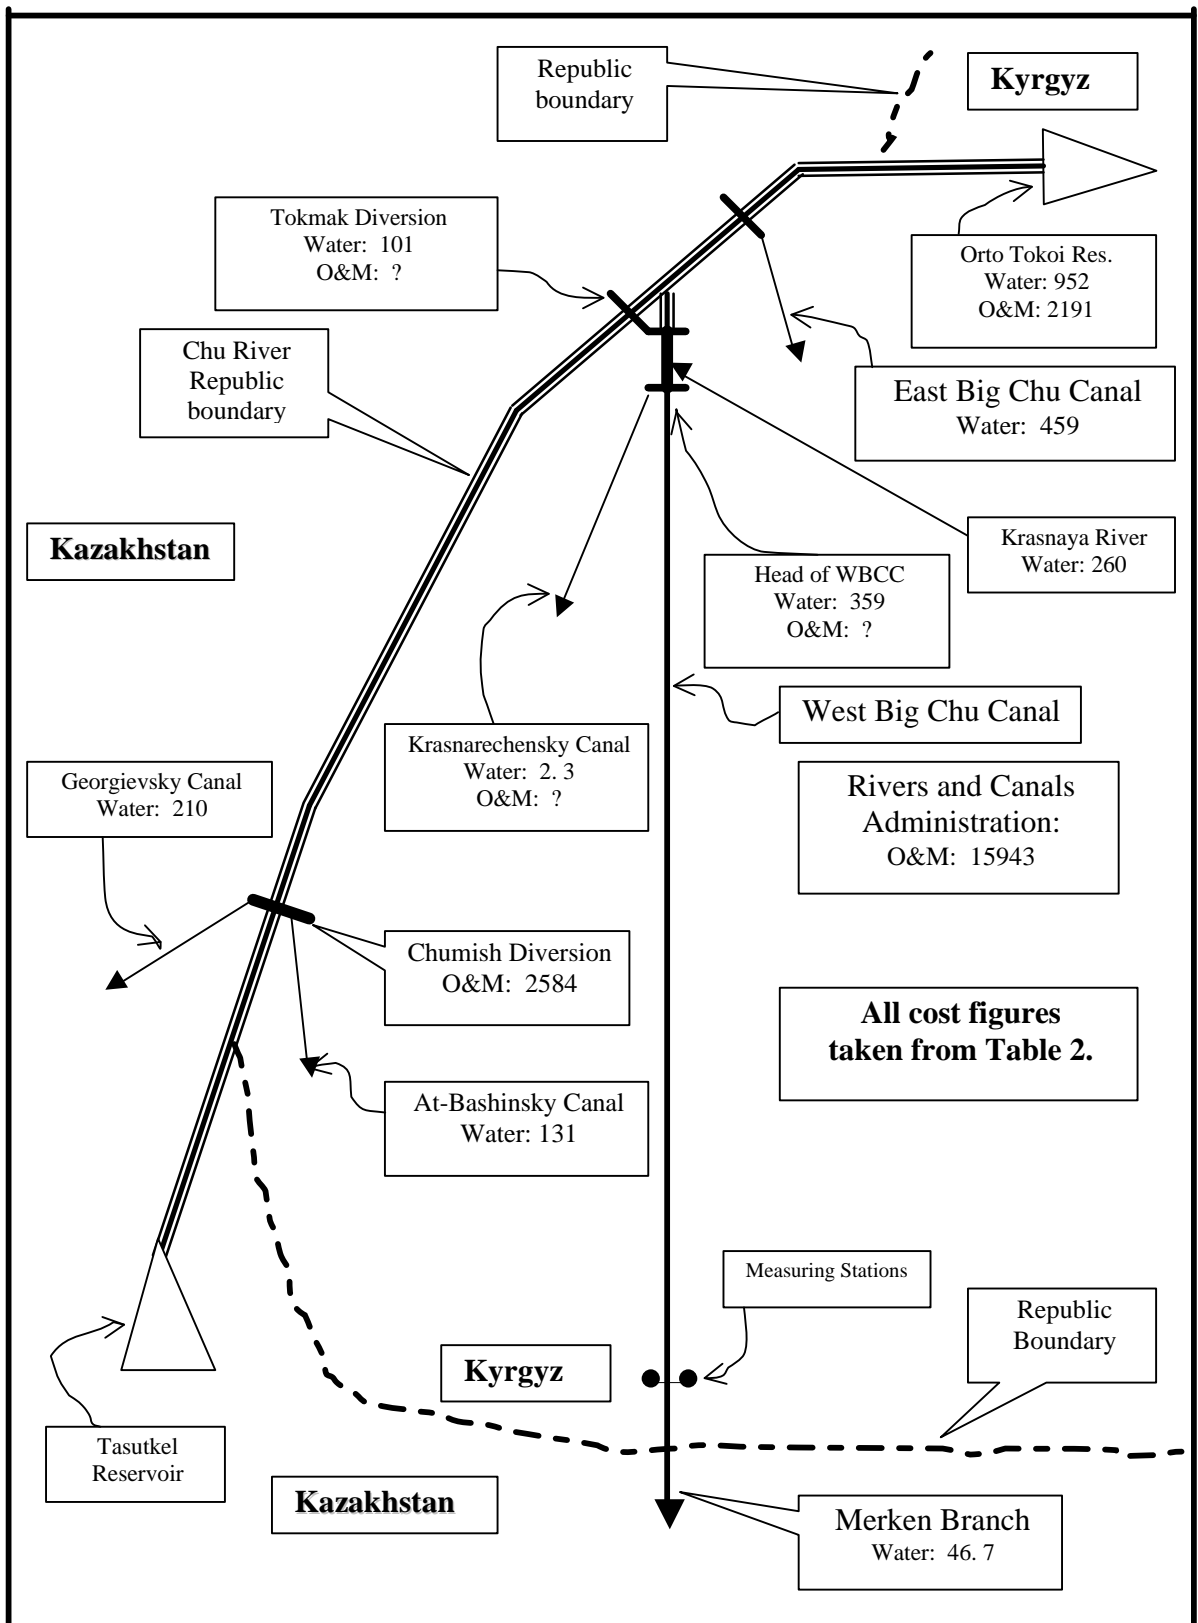 Republic
boundary
Kyrgyz
Tokmak Diversion
Water: 101
O&M: ?
Orto Tokoi Res.
Water: 952
O&M: 2191
Chu River
Republic
boundary
East Big Chu Canal
Water: 459
Kazakhstan
Krasnaya River
Water: 260
Head of WBCC
Water: 359
O&M: ?
West Big Chu Canal
Krasnarechensky Canal
Water: 2. 3
O&M: ?
Georgievsky Canal
Water: 210
Rivers and Canals
Administration:
O&M: 15943
Chumish Diversion
O&M: 2584
All cost figures
taken from Table 2.
At-Bashinsky Canal
Water: 131
Measuring Stations
Republic
Boundary
Kyrgyz
Tasutkel
Reservoir
Kazakhstan
Merken Branch
Water: 46. 7